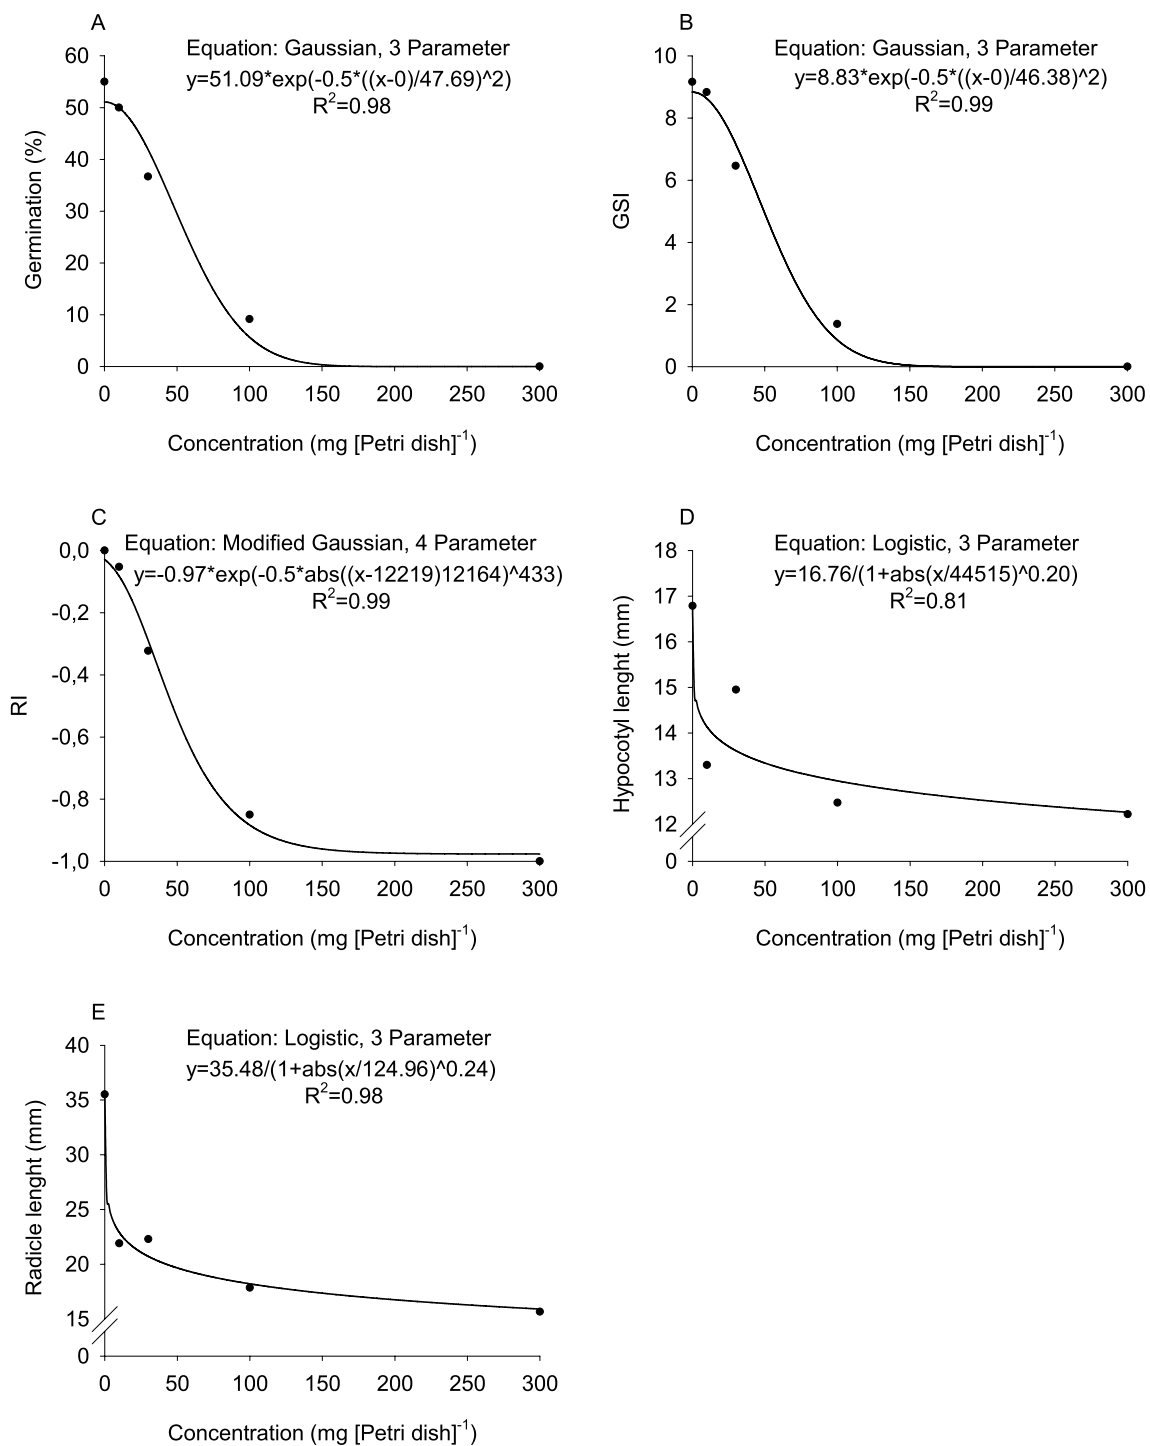 A
Equation: Gaussian, 3 Parameter
y=51.09*exp(-0.5*((x-0)/47.69)^2)
R²=0.98
60
50
40
30
20
10
0
Germination (%)
0 50 100 150 200 250 300
Concentration (mg [Petri dish]⁻¹)
B
Equation: Gaussian, 3 Parameter
y=8.83*exp(-0.5*((x-0)/46.38)^2)
R²=0.99
10
8
6
4
2
0
GSI
0 50 100 150 200 250 300
Concentration (mg [Petri dish]⁻¹)
C
Equation: Modified Gaussian, 4 Parameter
y=-0.97*exp(-0.5*abs((x-12219)12164)^433)
R²=0.99
0,0
-0,2
-0,4
-0,6
-0,8
-1,0
RI
0 50 100 150 200 250 300
Concentration (mg [Petri dish]⁻¹)
D
Equation: Logistic, 3 Parameter
y=16.76/(1+abs(x/44515)^0.20)
R²=0.81
18
17
16
15
14
13
12
0
Hypocotyl lenght (mm)
0 50 100 150 200 250 300
Concentration (mg [Petri dish]⁻¹)
E
Equation: Logistic, 3 Parameter
y=35.48/(1+abs(x/124.96)^0.24)
R²=0.98
40
35
30
25
20
15
0
Radicle lenght (mm)
0 50 100 150 200 250 300
Concentration (mg [Petri dish]⁻¹)